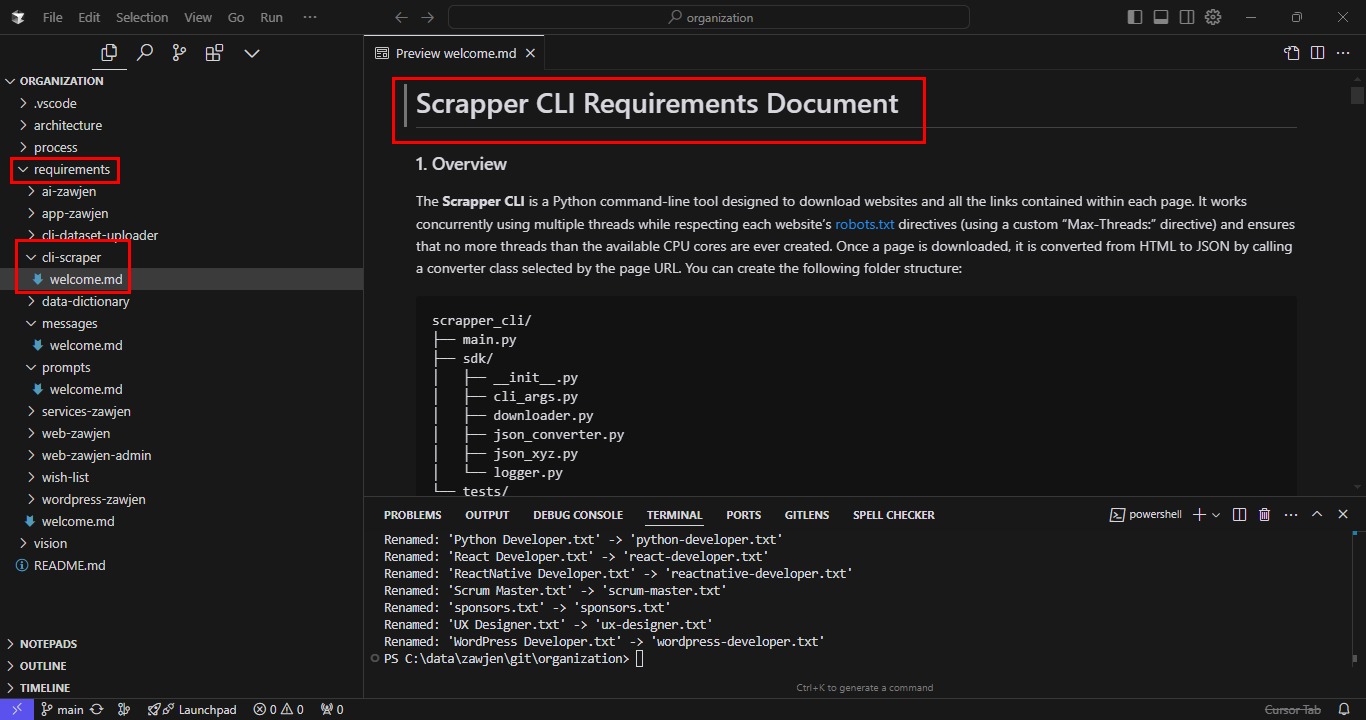 File Edit Selection View Go Run ···
organization
ORGANIZATION
.vscode
architecture
process
requirements
ai-zawjen
app-zawjen
cli-dataset-uploader
cli-scraper
welcome.md
data-dictionary
messages
welcome.md
prompts
welcome.md
services-zawjen
web-zawjen
web-zawjen-admin
wish-list
wordpress-zawjen
welcome.md
vision
README.md
NOTEPADS
OUTLINE
TIMELINE
Preview welcome.md
Scrapper CLI Requirements Document
1. Overview
The Scrapper CLI is a Python command-line tool designed to download websites and all the links contained within each page. It works
concurrently using multiple threads while respecting each website's robots.txt directives (using a custom "Max-Threads:" directive) and ensures
that no more threads than the available CPU cores are ever created. Once a page is downloaded, it is converted from HTML to JSON by calling
a converter class selected by the page URL. You can create the following folder structure:
scrapper_cli/
├── main.py
├── sdk/
│   ├── __init__.py
│   ├── cli_args.py
│   ├── downloader.py
│   ├── json_converter.py
│   ├── json_xyz.py
│   └── logger.py
└── tests/
PROBLEMS OUTPUT DEBUG CONSOLE TERMINAL PORTS GITLENS SPELL CHECKER powershell
Renamed: 'Python Developer.txt' -> 'python-developer.txt'
Renamed: 'React Developer.txt' -> 'react-developer.txt'
Renamed: 'ReactNative Developer.txt' -> 'reactnative-developer.txt'
Renamed: 'Scrum Master.txt' -> 'scrum-master.txt'
Renamed: 'sponsors.txt' -> 'sponsors.txt'
Renamed: 'UX Designer.txt' -> 'ux-designer.txt'
Renamed: 'WordPress Developer.txt' -> 'wordpress-developer.txt'
PS C:\data\zawjen\git\organization>
Ctrl+K to generate a command
main Launchpad 0 0 0 Cursor Tab